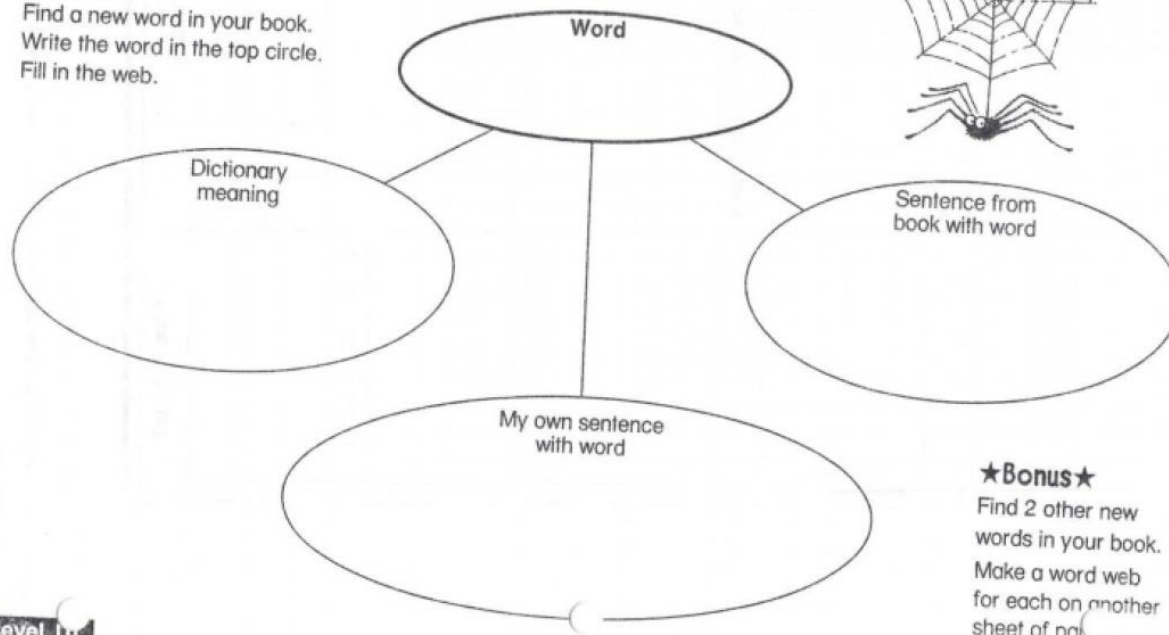 Find a new word in your book.
Write the word in the top circle.
Fill in the web.
Word
Dictionary
meaning
Sentence from
book with word
My own sentence
with word
★Bonus★
Find 2 other new
words in your book.
Make a word web
for each on another
sheet of